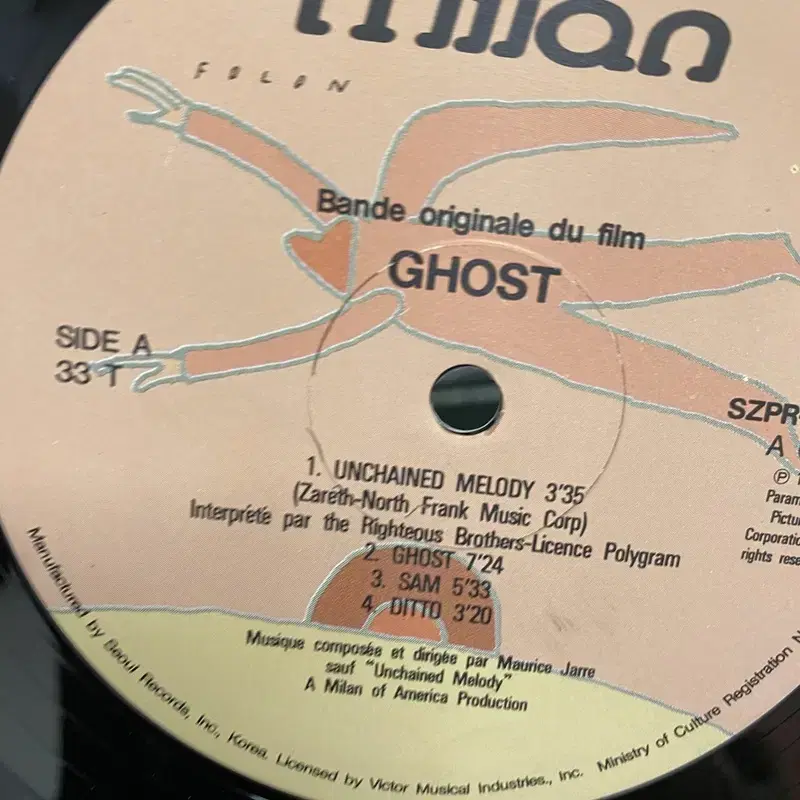 milan
FOLON
Bande originale du film
GHOST
SIDE A
33 T
SZPR-
A
℗
Param
Pictu
Corporatio
rights rese
1. UNCHAINED MELODY 3'35
(Zareth-North Frank Music Corp)
Interprété par the Righteous Brothers-Licence Polygram
2. GHOST 7'24
3. SAM 5'33
4. DITTO 3'20
Musique composée et dirigée par Maurice Jarre
sauf "Unchained Melody"
A Milan of America Production
Manufactured by Seoul Records, Inc., Korea. Licensed by Victor Musical Industries., Inc. Ministry of Culture Registration N